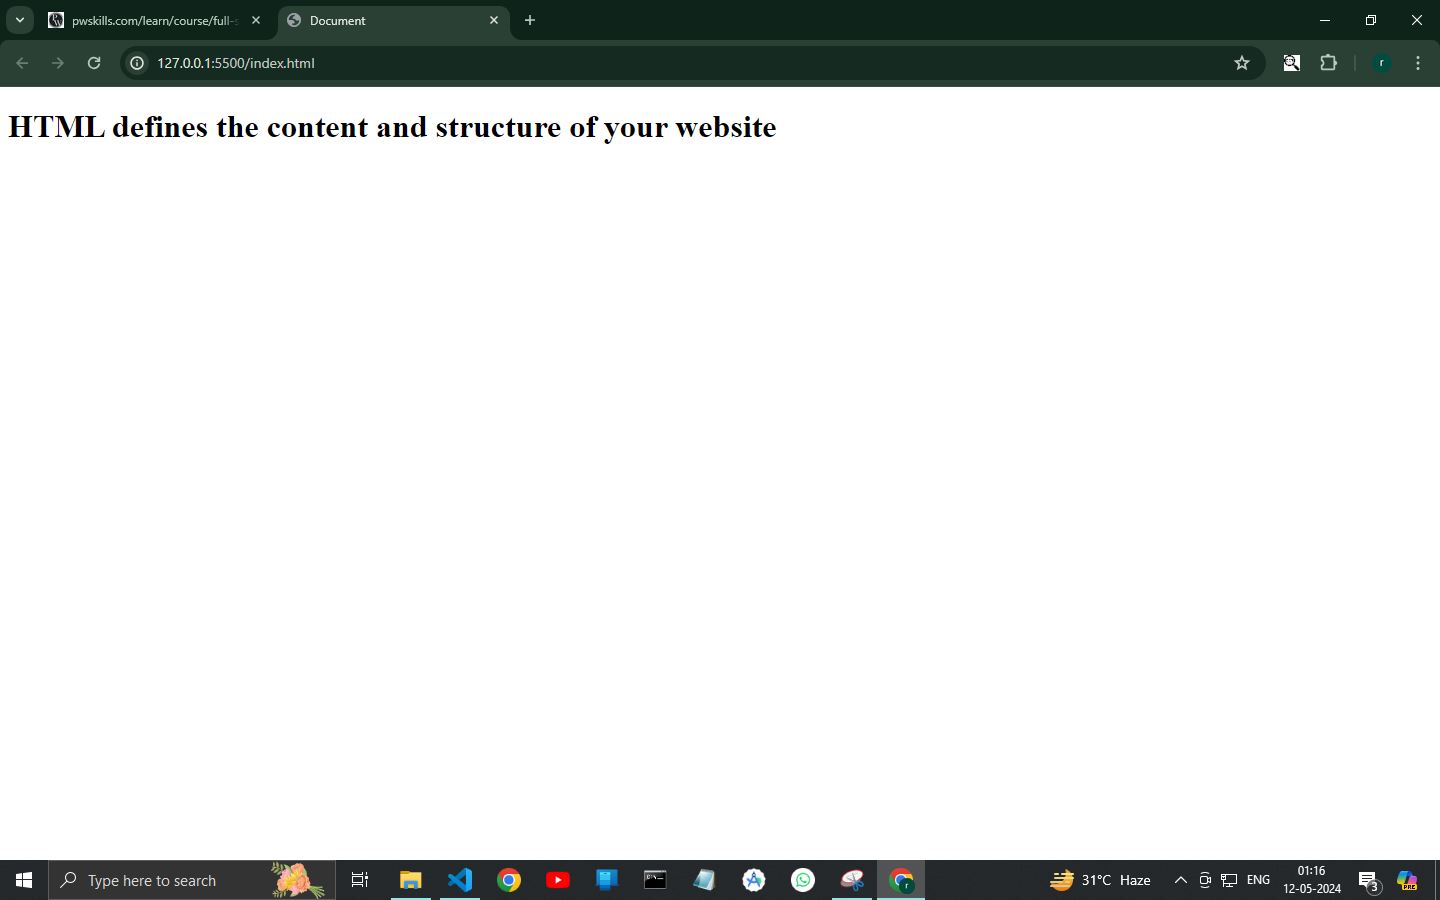 pwskills.com/learn/course/full-s
Document
127.0.0.1:5500/index.html
r
HTML defines the content and structure of your website
Type here to search
r
31°C Haze
ENG
01:16
12-05-2024
3
PRE